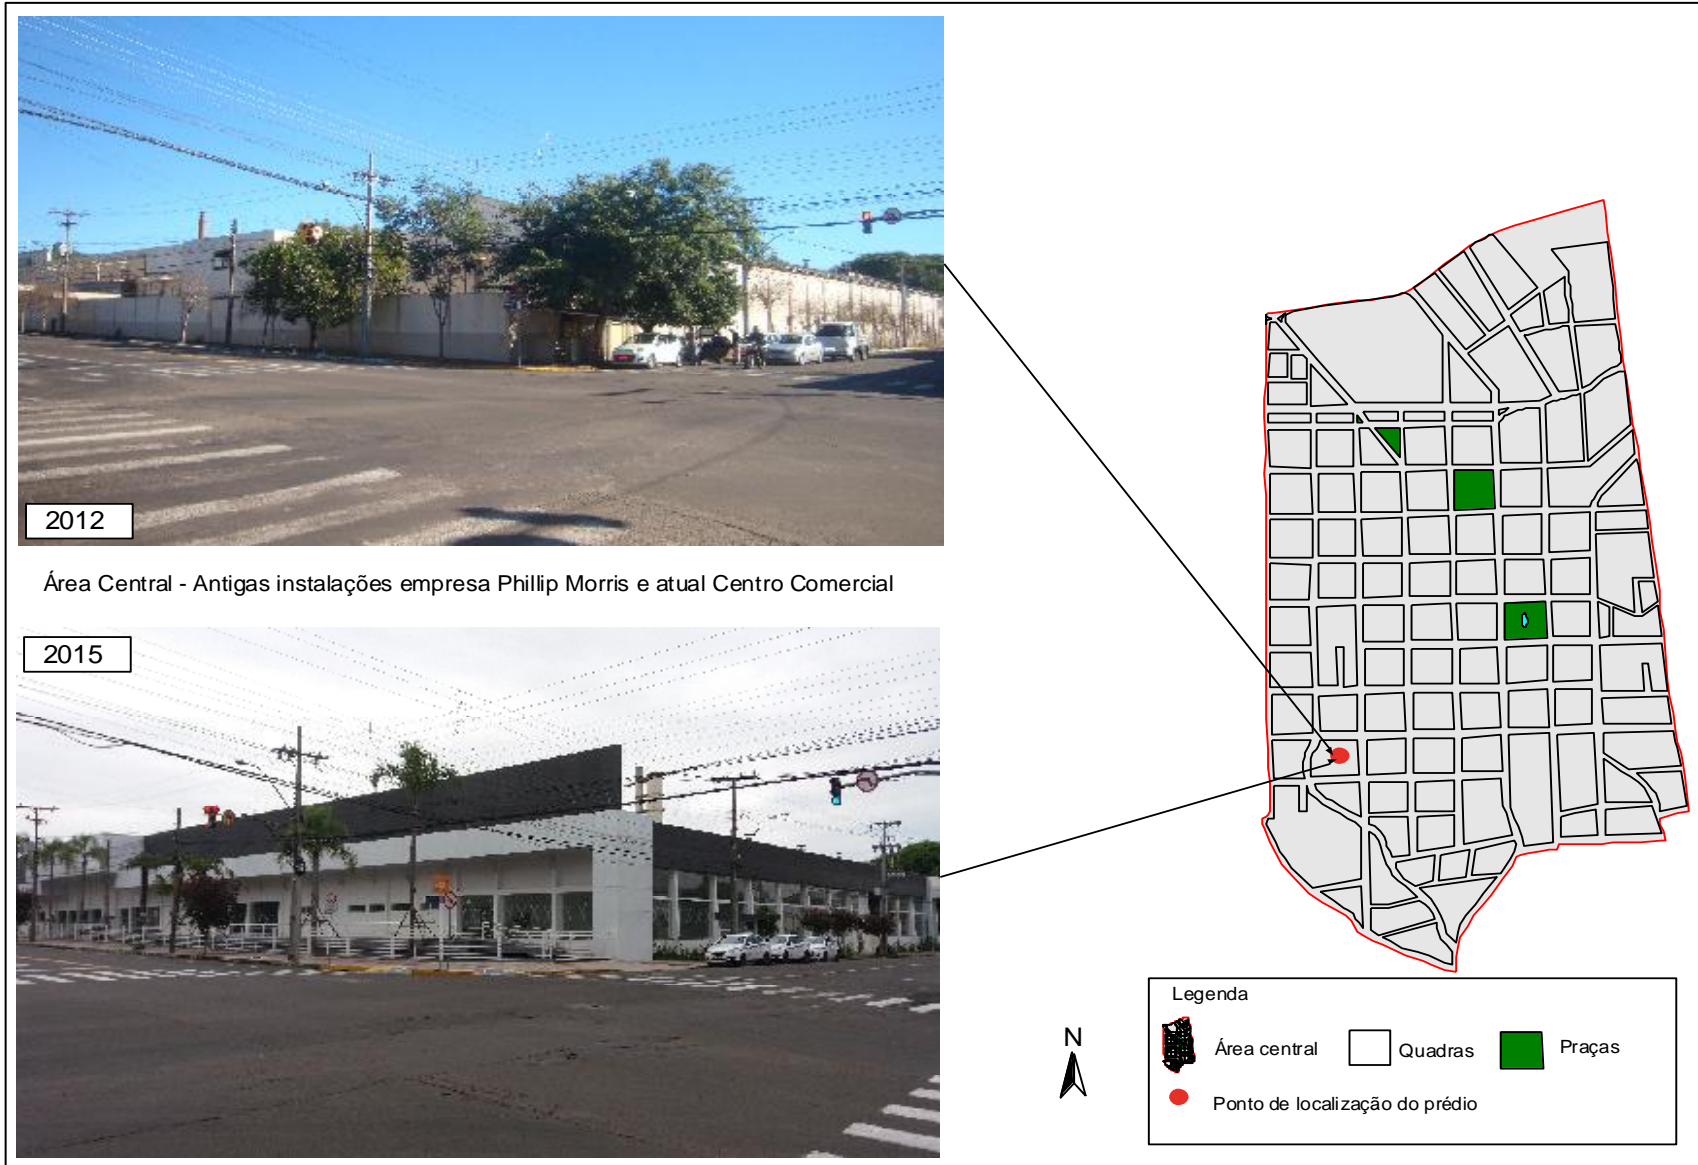 2012
Área Central - Antigas instalações empresa Phillip Morris e atual Centro Comercial
2015
N
Legenda
Área central
Quadras
Praças
Ponto de localização do prédio